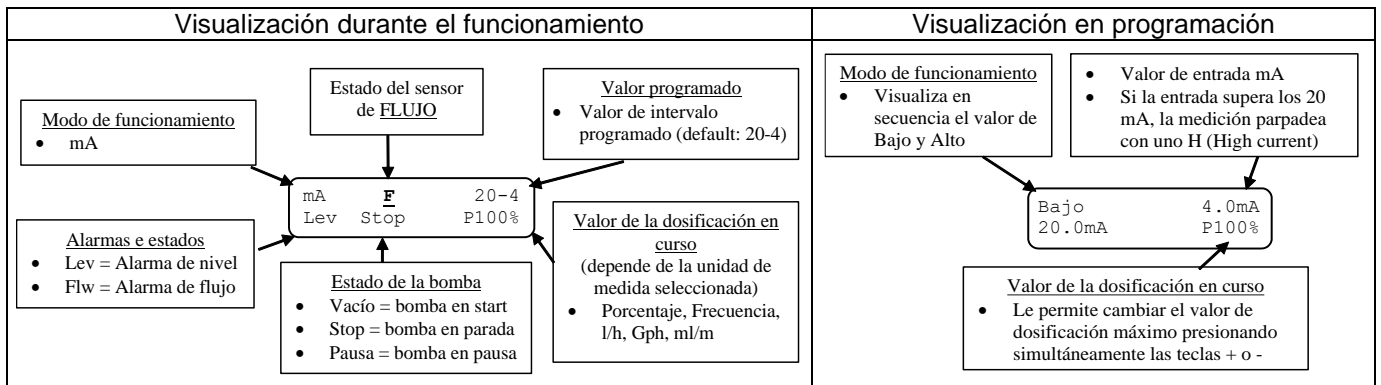 Visualización durante el funcionamiento
Modo de funcionamiento
• mA
Estado del sensor
de FLUJO
Valor programado
• Valor de intervalo
programado (default: 20-4)
mA F 20-4
Lev Stop P100%
Alarmas e estados
• Lev = Alarma de nivel
• Flw = Alarma de flujo
Estado de la bomba
• Vacío = bomba en start
• Stop = bomba en parada
• Pausa = bomba en pausa
Valor de la dosificación en
curso
(depende de la unidad de
medida seleccionada)
• Porcentaje, Frecuencia,
l/h, Gph, ml/m
Visualización en programación
Modo de funcionamiento
• Visualiza en
secuencia el valor de
Bajo y Alto
• Valor de entrada mA
• Si la entrada supera los 20
mA, la medición parpadea
con uno H (High current)
Bajo 4.0mA
20.0mA P100%
Valor de la dosificación en curso
• Le permite cambiar el valor de
dosificación máximo presionando
simultáneamente las teclas + o -